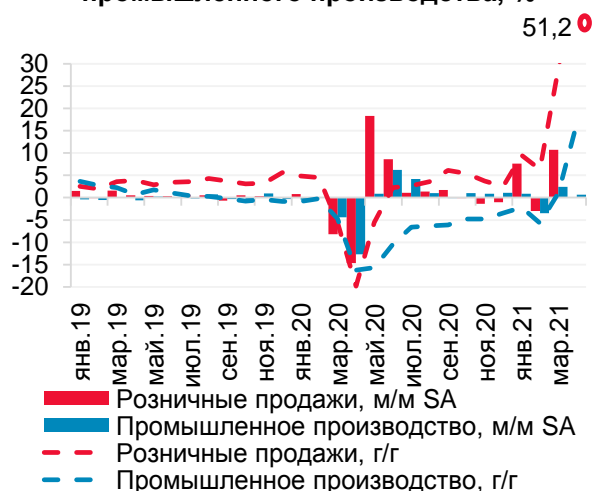 промышленного производства, %
51,2
30
25
20
15
10
5
0
-5
-10
-15
-20
янв.19
мар.19
май.19
июл.19
сен.19
ноя.19
янв.20
мар.20
май.20
июл.20
сен.20
ноя.20
янв.21
мар.21
Розничные продажи, м/м SA
Промышленное производство, м/м SA
Розничные продажи, г/г
Промышленное производство, г/г